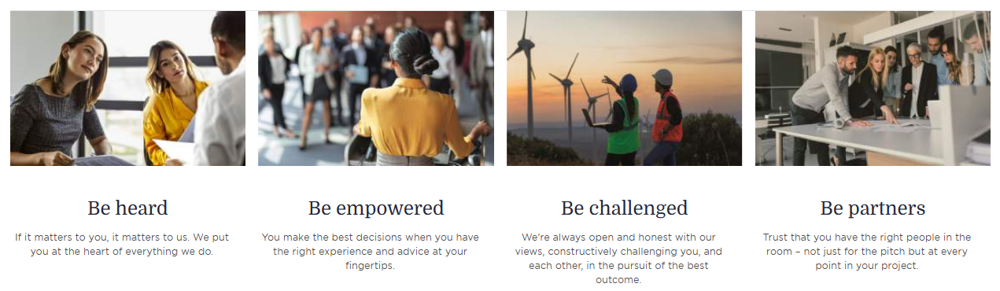 Be heard
If it matters to you, it matters to us. We put
you at the heart of everything we do.
Be empowered
You make the best decisions when you have
the right experience and advice at your
fingertips.
Be challenged
We're always open and honest with our
views, constructively challenging you, and
each other, in the pursuit of the best
outcome.
Be partners
Trust that you have the right people in the
room – not just for the pitch but at every
point in your project.